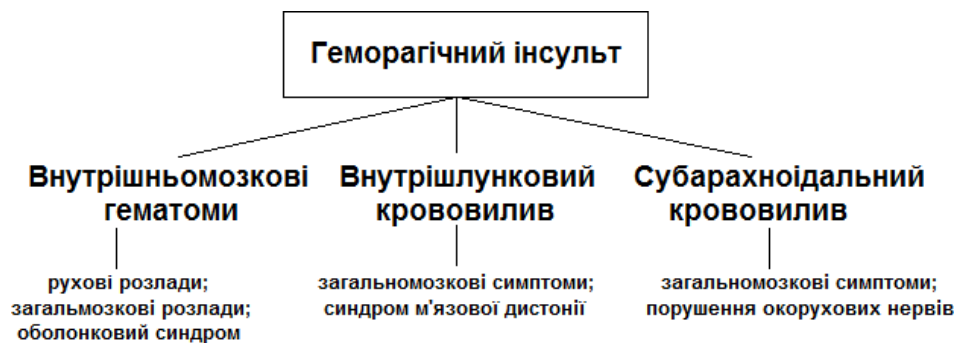 Геморагічний інсульт
Внутрішньомозкові
гематоми
Внутрішлунковий
крововилив
Субарахноідальний
крововилив
рухові розлади;
загальмозкові розлади;
оболонковий синдром
загальномозкові симптоми;
синдром м'язової дистонії
загальномозкові симптоми;
порушення окорухових нервів